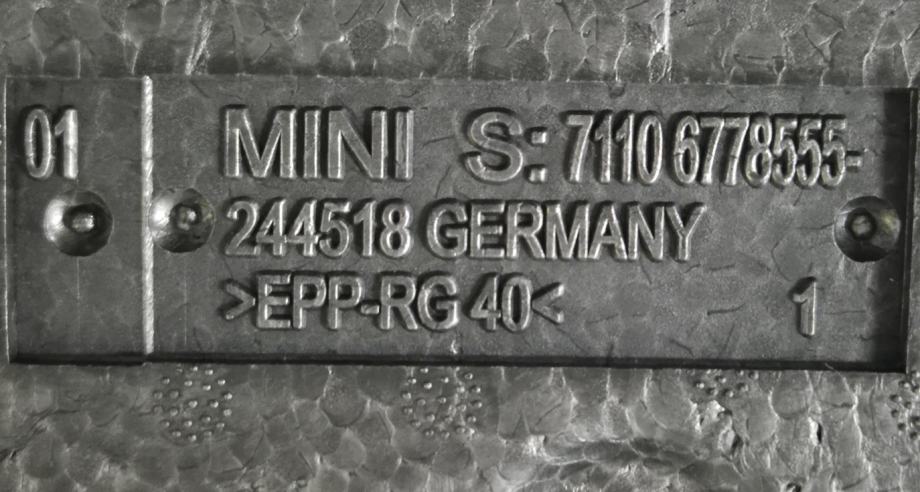 01
MINI S: 7110 6778555-
244518 GERMANY
>EPP-RG 40<
1